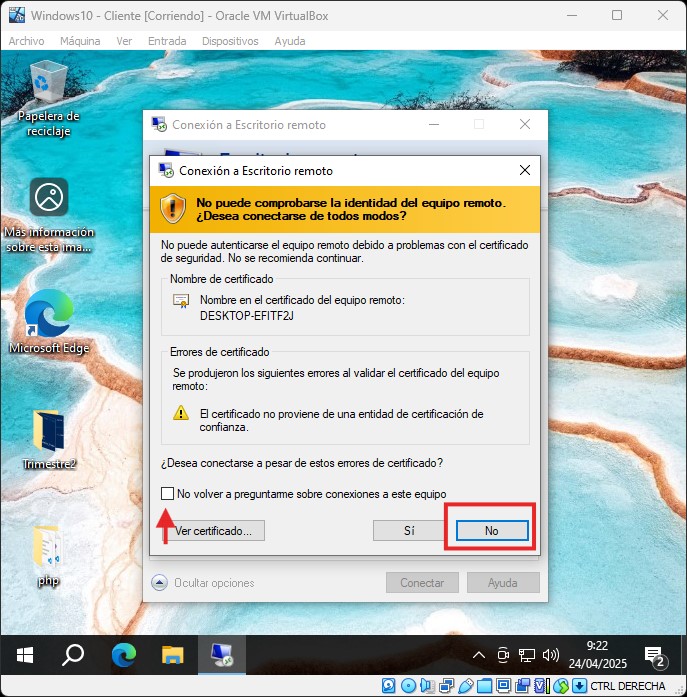 Windows10 - Cliente [Corriendo] - Oracle VM VirtualBox
Archivo Máquina Ver Entrada Dispositivos Ayuda
Papelera de
reciclaje
Más información
sobre esta ima...
Microsoft Edge
Trimestre2
php
Conexión a Escritorio remoto
Conexión a Escritorio remoto
No puede comprobarse la identidad del equipo remoto.
¿Desea conectarse de todos modos?
No puede autenticarse el equipo remoto debido a problemas con el certificado
de seguridad. No se recomienda continuar.
Nombre de certificado
Nombre en el certificado del equipo remoto:
DESKTOP-EFITF2J
Errores de certificado
Se produjeron los siguientes errores al validar el certificado del equipo
remoto:
El certificado no proviene de una entidad de certificación de
confianza.
¿Desea conectarse a pesar de estos errores de certificado?
No volver a preguntarme sobre conexiones a este equipo
Ver certificado... Sí No
Ocultar opciones Conectar Ayuda
9:22
24/04/2025
2
CTRL DERECHA